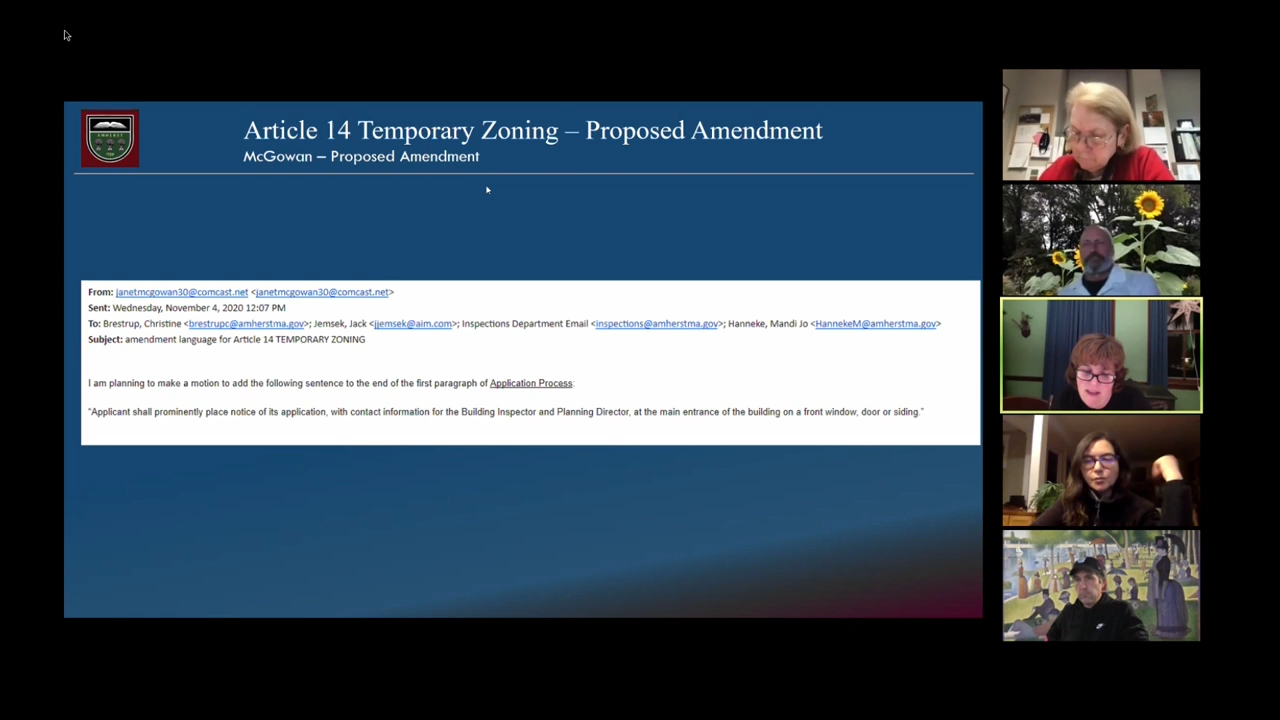 AMHERST
Article 14 Temporary Zoning – Proposed Amendment
McGowan – Proposed Amendment
From: janetmcgowan30@comcast.net <janetmcgowan30@comcast.net>
Sent: Wednesday, November 4, 2020 12:07 PM
To: Brestrup, Christine <brestrupc@amherstma.gov>; Jemsek, Jack <jjemsek@aim.com>; Inspections Department Email <inspections@amherstma.gov>; Hanneke, Mandi Jo <HannekeM@amherstma.gov>
Subject: amendment language for Article 14 TEMPORARY ZONING
I am planning to make a motion to add the following sentence to the end of the first paragraph of Application Process:
"Applicant shall prominently place notice of its application, with contact information for the Building Inspector and Planning Director, at the main entrance of the building on a front window, door or siding."